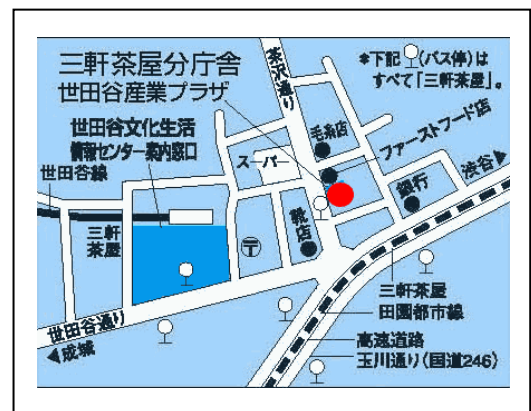 三軒茶屋分庁舎
世田谷産業プラザ
茶沢通り
*下記(バス停)は
すべて「三軒茶屋」。
世田谷文化生活
情報センター案内窓口
世田谷線
スーパー
毛糸店
ファーストフード店
銀行
渋谷
三軒
茶屋
〒
靴店
三軒茶屋
田園都市線
高速道路
玉川通り(国道246)
世田谷通り
成城